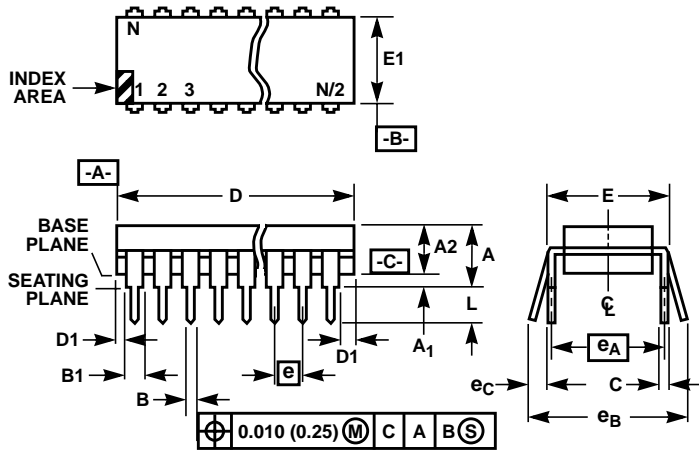 N
E1
INDEX
AREA
1 2 3 N/2
-B-
-A-
D
E
BASE
PLANE
A2
A
-C-
SEATING
PLANE
L
℄
D1
A1
D1
eA
B1
e
eC
C
B
eB
⌖ 0.010 (0.25) Ⓜ C A B Ⓢ